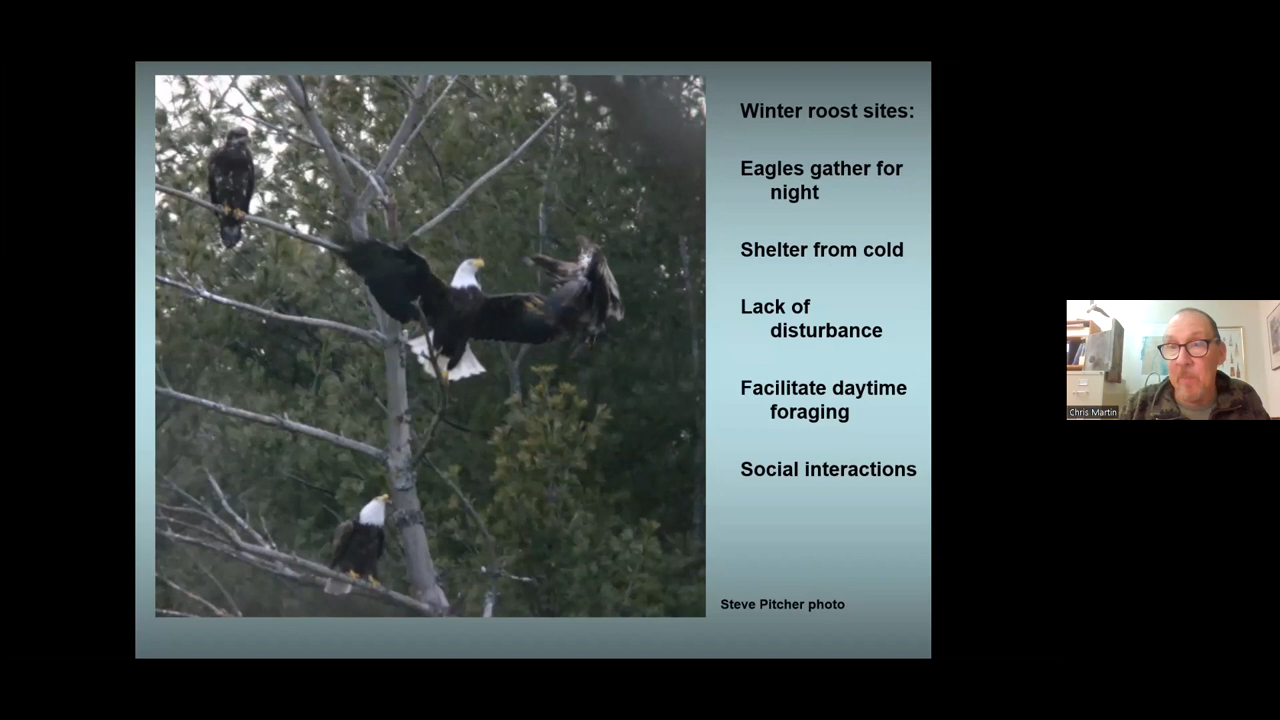 Winter roost sites:
Eagles gather for
night
Shelter from cold
Lack of
disturbance
Facilitate daytime
foraging
Social interactions
Steve Pitcher photo
Chris Martin